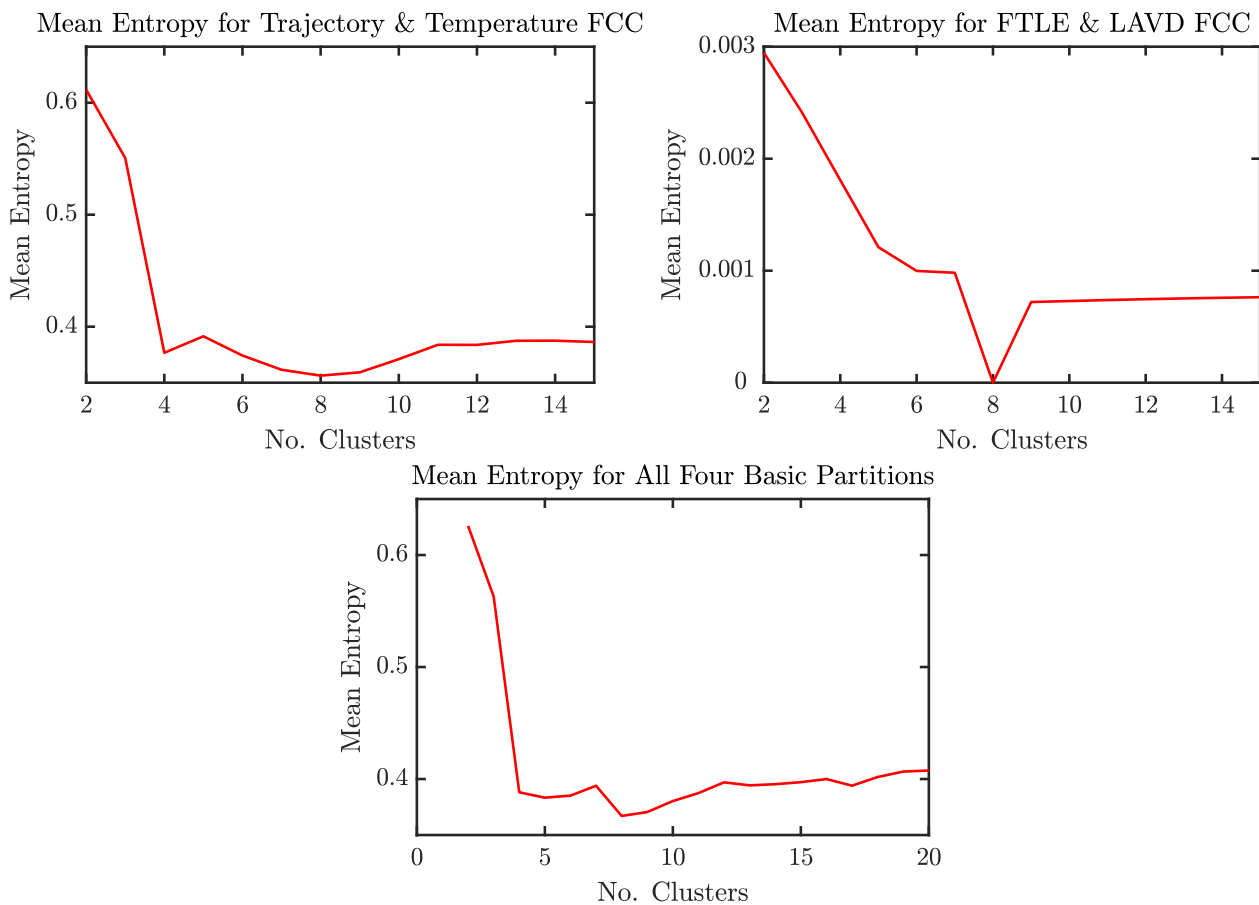 Mean Entropy for Trajectory & Temperature FCC
0.6
0.5
0.4
Mean Entropy
2 4 6 8 10 12 14
No. Clusters
Mean Entropy for FTLE & LAVD FCC
0.003
0.002
0.001
0
Mean Entropy
2 4 6 8 10 12 14
No. Clusters
Mean Entropy for All Four Basic Partitions
0.6
0.5
0.4
Mean Entropy
0 5 10 15 20
No. Clusters